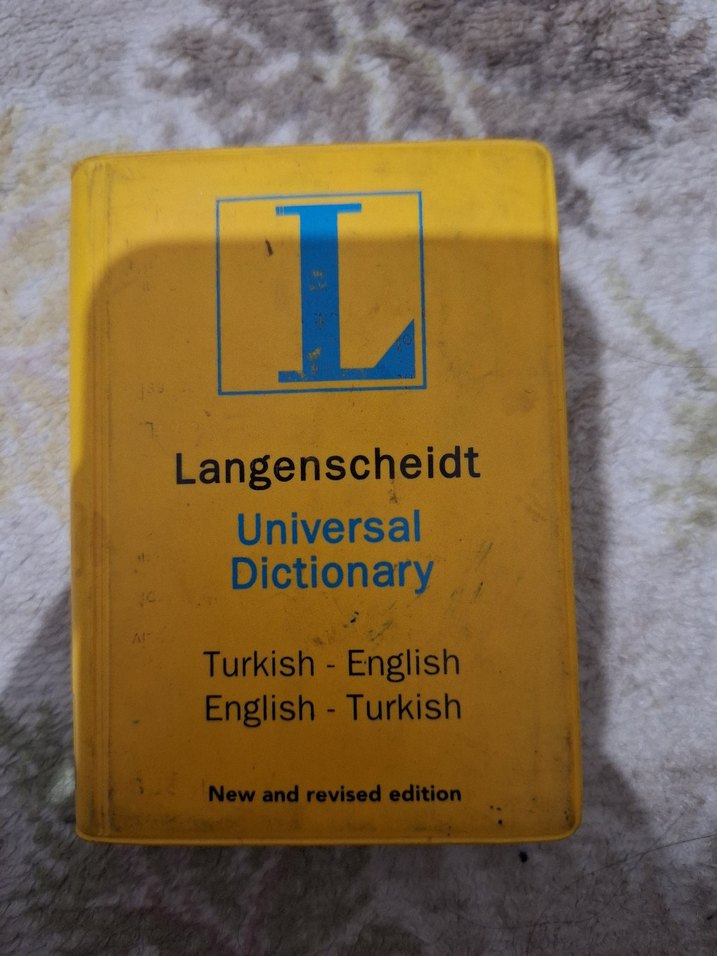 L
Langenscheidt
Universal
Dictionary
Turkish - English
English - Turkish
New and revised edition